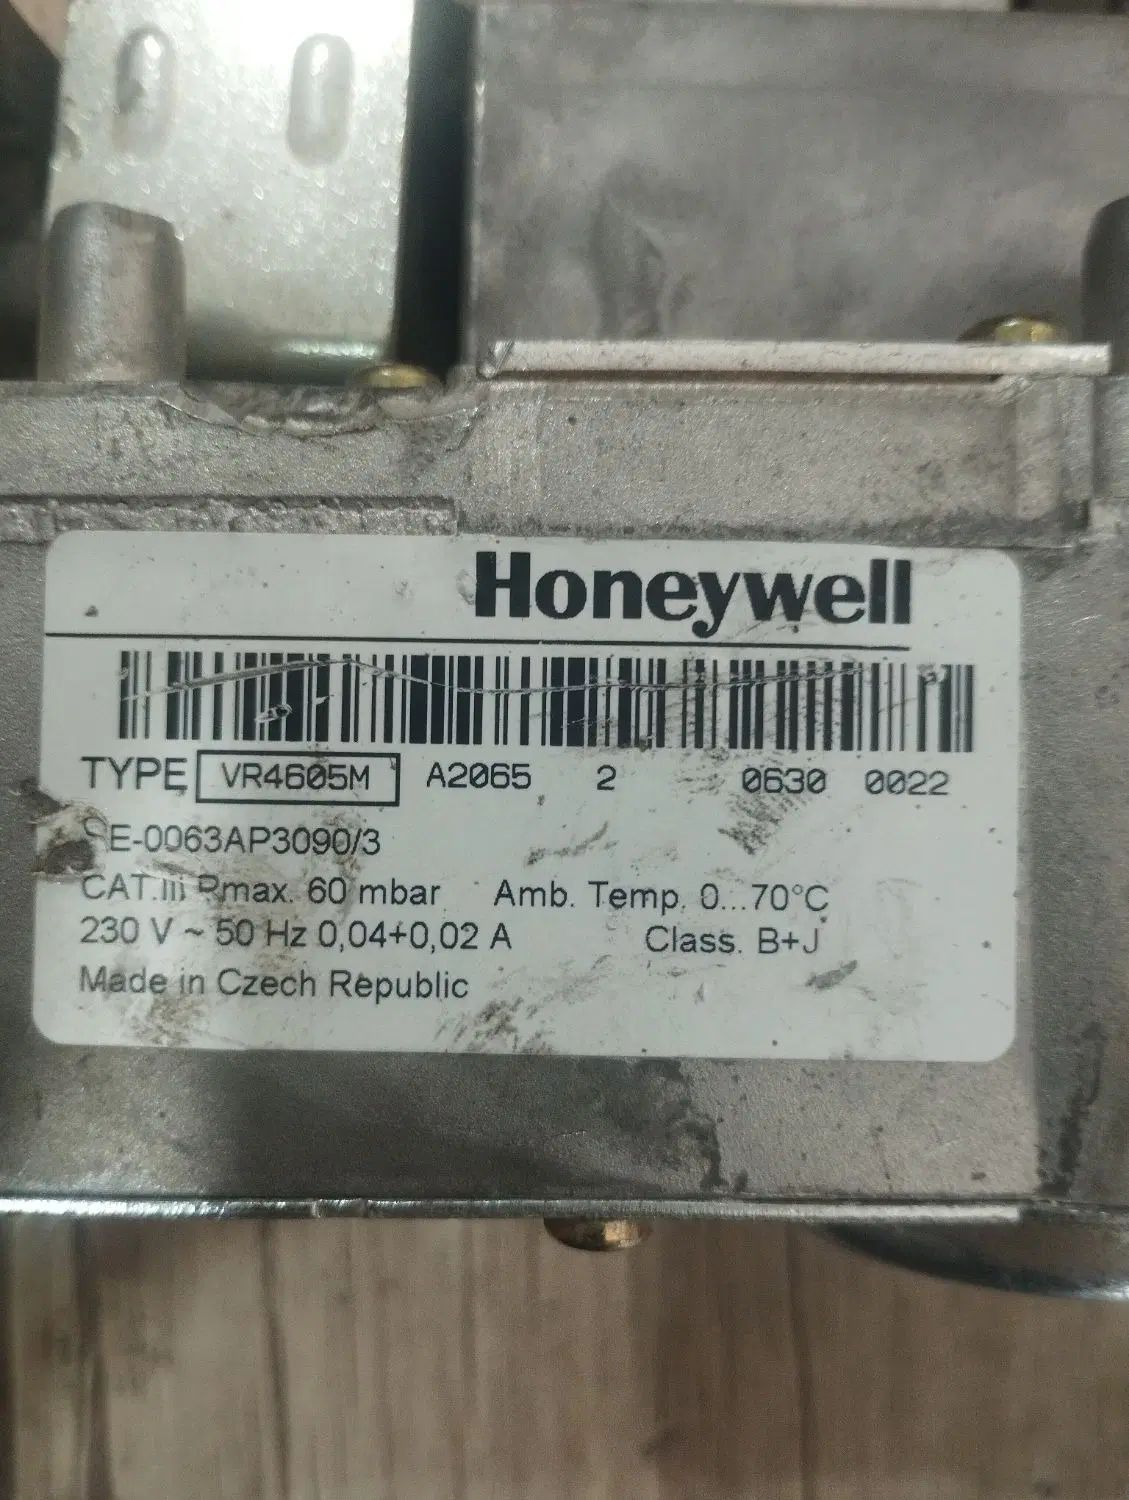 Honeywell
TYPE VR4605M A2065 2 0630 0022
E-0063AP3090/3
CAT.III Pmax. 60 mbar Amb. Temp. 0...70°C
230 V ~ 50 Hz 0,04+0,02 A Class. B+J
Made in Czech Republic